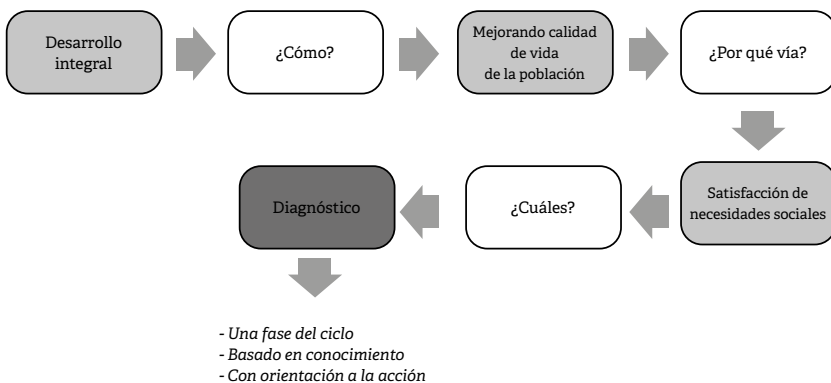 Desarrollo
integral
¿Cómo?
Mejorando calidad
de vida
de la población
¿Por qué vía?
Satisfacción de
necesidades sociales
¿Cuáles?
Diagnóstico
- Una fase del ciclo
- Basado en conocimiento
- Con orientación a la acción